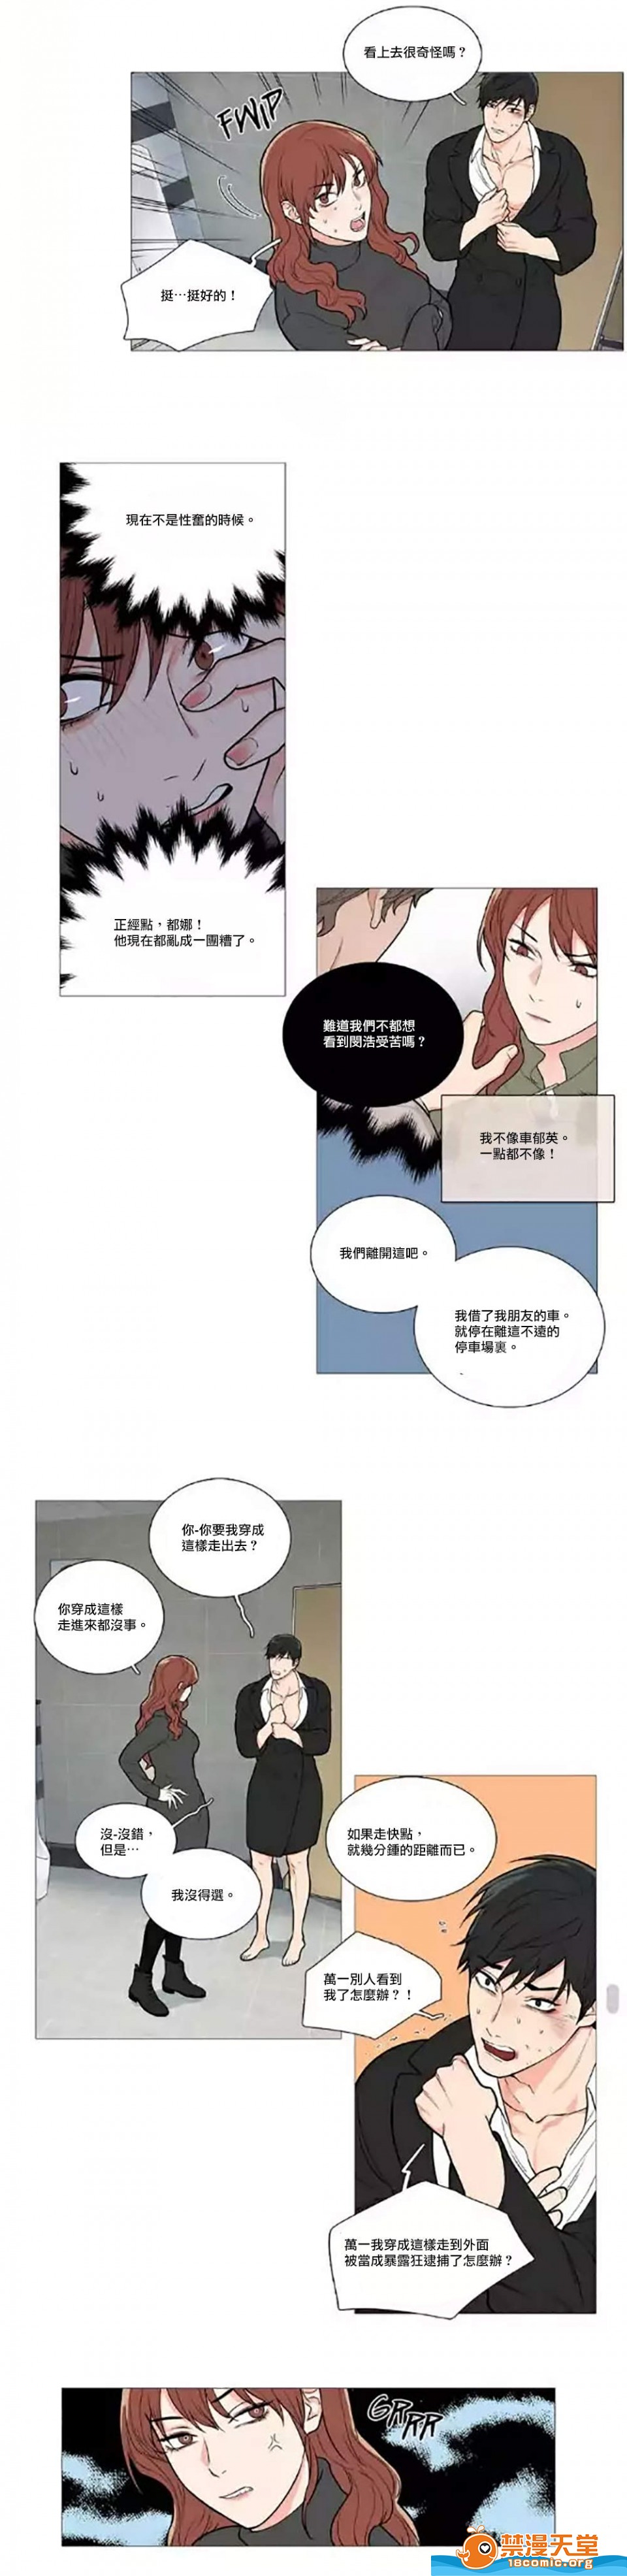 看上去很奇怪嗎？
FWIP
挺…挺好的！
現在不是性奮的時候。
正經點，都娜！
他現在都亂成一團糟了。
難道我們不都想
看到閔浩受苦嗎？
我不像車郁英。
一點都不像！
我們離開這吧。
我借了我朋友的車。
就停在離這不遠的
停車場裏。
你-你要我穿成
這樣走出去？
你穿成這樣
走進來都沒事。
沒-沒錯，
但是…
我沒得選。
如果走快點，
就幾分鍾的距離而已。
萬一別人看到
我了怎麼辦？！
萬一我穿成這樣走到外面
被當成暴露狂逮捕了怎麼辦？
GRRR
禁漫天堂
18comic.org